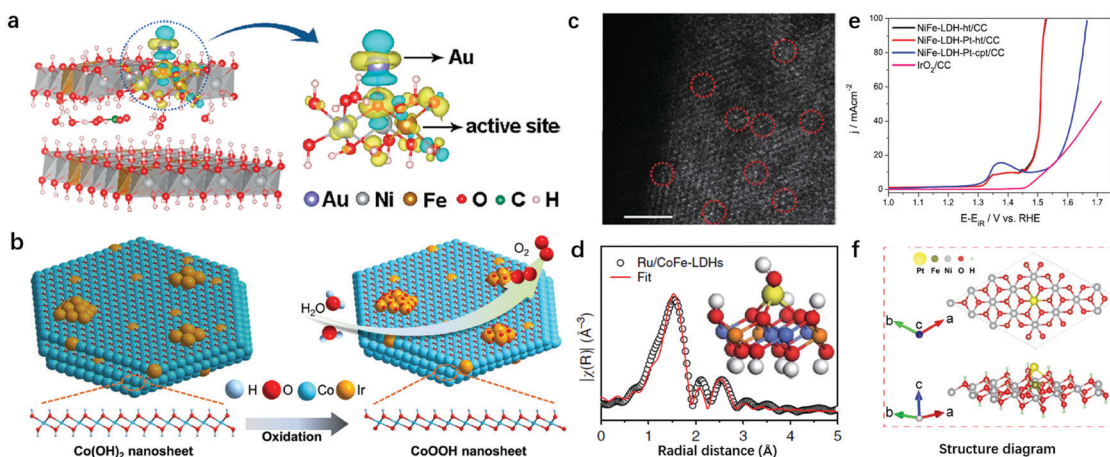 a
Au
active site
Au Ni Fe O C H
b
O₂
H₂O
H O Co Ir
Oxidation
Co(OH)₂ nanosheet
CoOOH nanosheet
c
d
Ru/CoFe-LDHs
Fit
|χ(R)| (Å⁻³)
0 1 2 3 4 5
Radial distance (Å)
e
NiFe-LDH-ht/CC
NiFe-LDH-Pt-ht/CC
NiFe-LDH-Pt-cpt/CC
IrO₂/CC
j / mAcm⁻²
100
80
60
40
20
0
1.0 1.1 1.2 1.3 1.4 1.5 1.6 1.7
E-E_IR / V vs. RHE
f
Pt Fe Ni O H
b c a
c
b a
Structure diagram